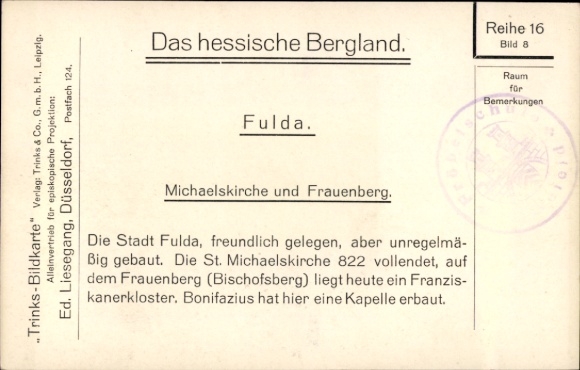 „Trinks-Bildkarte“ Verlag: Trinks & Co., G. m. b. H., Leipzig.
Alleinvertrieb für episkopische Projektion:
Ed. Liesegang, Düsseldorf, Postfach 124.
Das hessische Bergland.
Reihe 16
Bild 8
Raum
für
Bemerkungen
Fulda.
Michaelskirche und Frauenberg.
Die Stadt Fulda, freundlich gelegen, aber unregelmä-
ßig gebaut. Die St. Michaelskirche 822 vollendet, auf
dem Frauenberg (Bischofsberg) liegt heute ein Franzis-
kanerkloster. Bonifazius hat hier eine Kapelle erbaut.